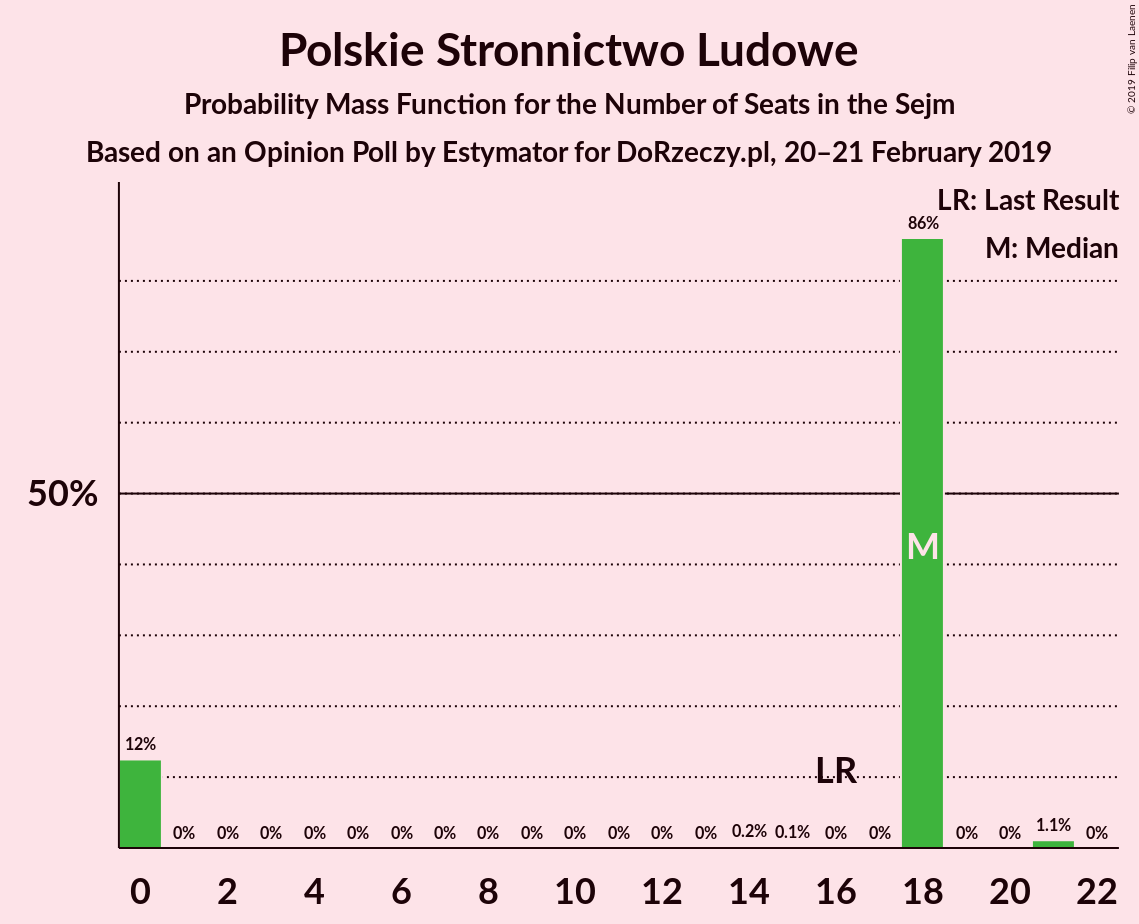 Polskie Stronnictwo Ludowe
Probability Mass Function for the Number of Seats in the Sejm
Based on an Opinion Poll by Estymator for DoRzeczy.pl, 20–21 February 2019
© 2019 Filip van Laenen
LR: Last Result
M: Median
86%
50%
M
12%
LR
0% 0% 0% 0% 0% 0% 0% 0% 0% 0% 0% 0% 0% 0.2% 0.1% 0% 0% 0% 0% 1.1% 0%
0 2 4 6 8 10 12 14 16 18 20 22